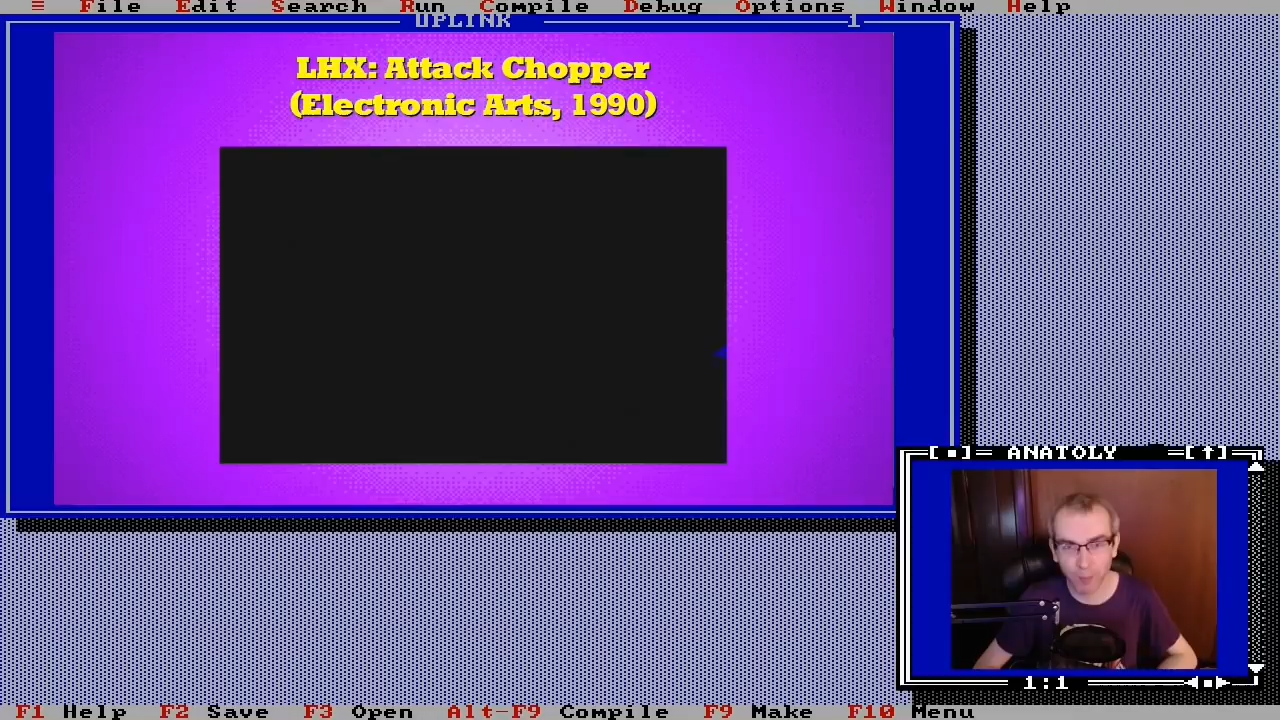 ≡ File Edit Search Run Compile Debug Options Window Help
UPLINK 1
LHX: Attack Chopper
(Electronic Arts, 1990)
[■] ANATOLY [↑]
1:1
F1 Help F2 Save F3 Open Alt-F9 Compile F9 Make F10 Menu